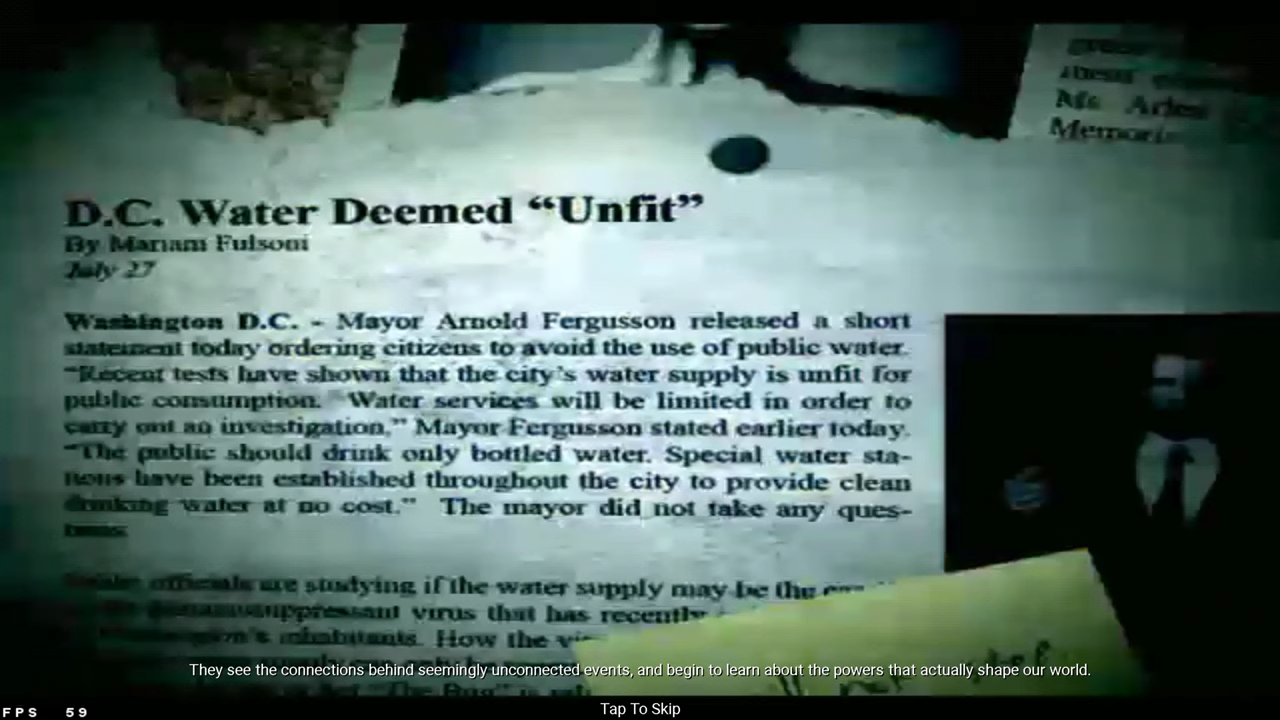 Ms Arlen
D.C. Water Deemed “Unfit”
By Mariam Fulsoni
July 27
Washington D.C. - Mayor Arnold Fergusson released a short
statement today ordering citizens to avoid the use of public water.
“Recent tests have shown that the city’s water supply is unfit for
public consumption. Water services will be limited in order to
carry out an investigation.” Mayor Fergusson stated earlier today.
“The public should drink only bottled water. Special water sta-
tions have been established throughout the city to provide clean
drinking water at no cost.” The mayor did not take any ques-
tions.
officials are studying if the water supply may be the
virus that has recently
inhabitants. How the
They see the connections behind seemingly unconnected events, and begin to learn about the powers that actually shape our world.
"The Bug" is
Tap To Skip
FPS 59